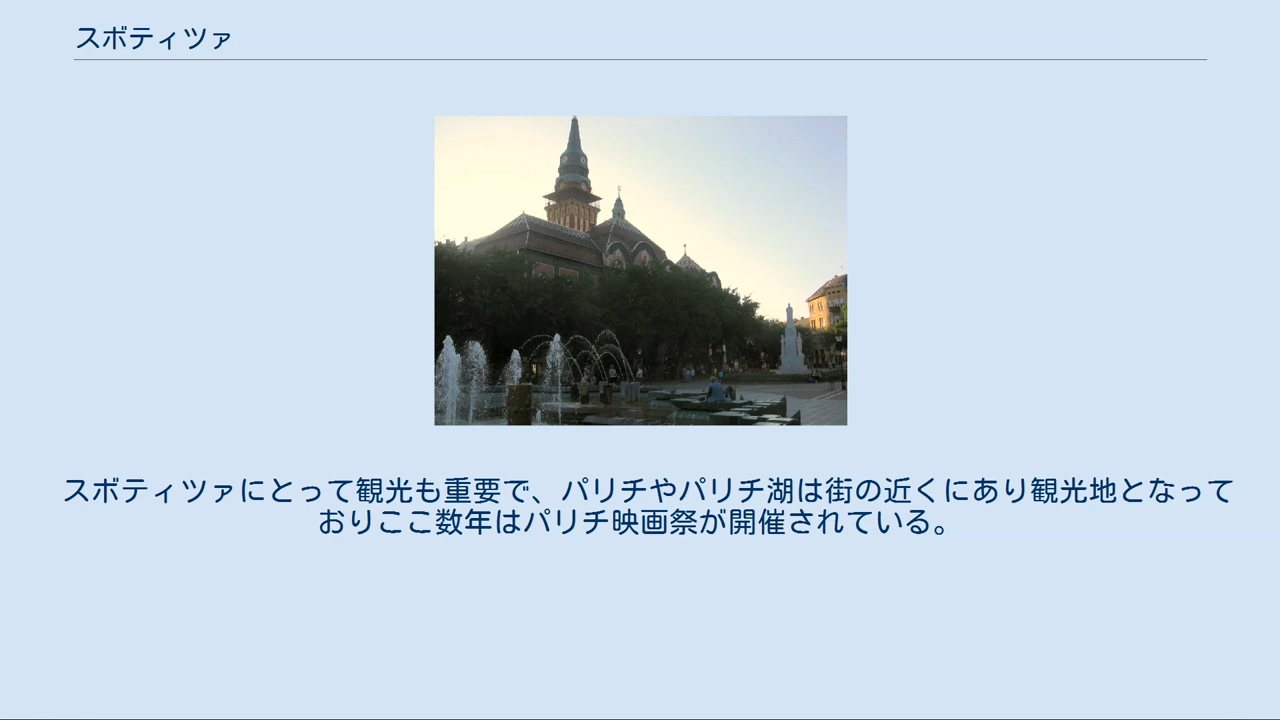 スボティツァ
スボティツァにとって観光も重要で、パリチやパリチ湖は街の近くにあり観光地となって
おりここ数年はパリチ映画祭が開催されている。